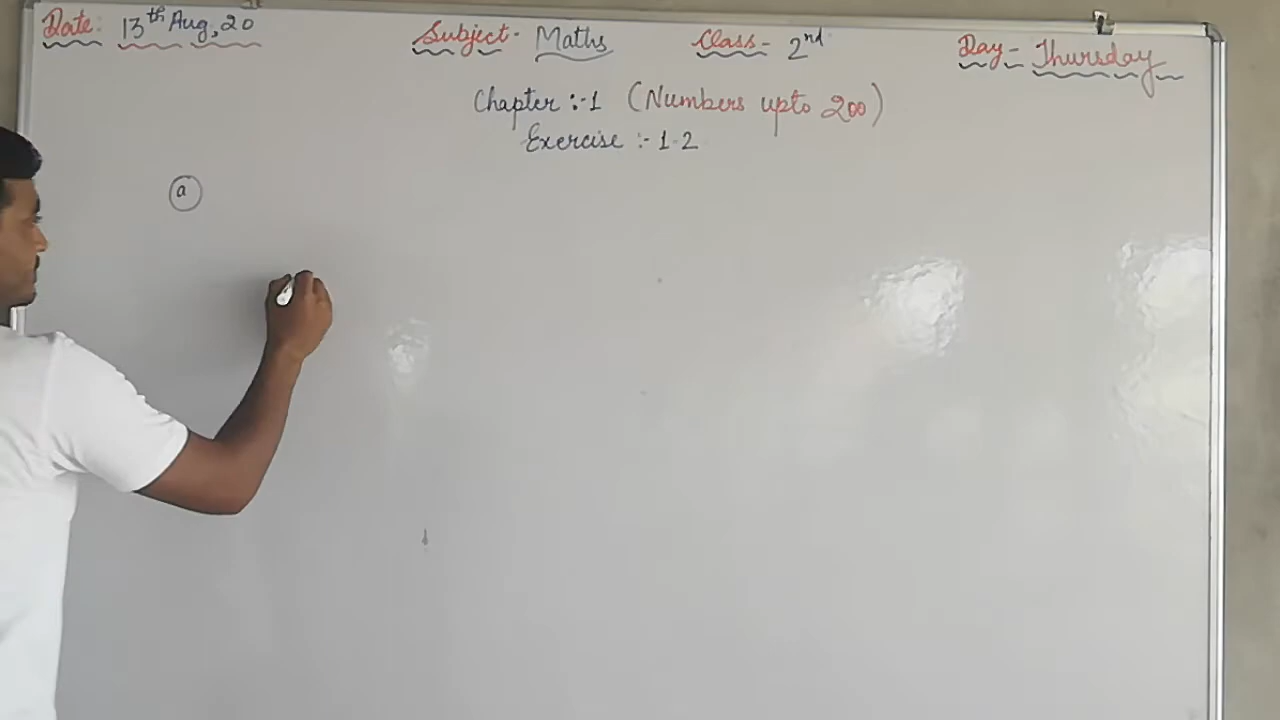 Date: 13th Aug, 20 Subject- Maths Class- 2nd Day- Thursday
Chapter :-1 (Numbers upto 200)
Exercise :- 1.2
a